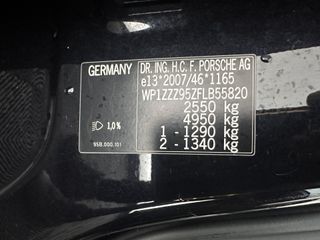 GERMANY
DR. ING. H.C. F. PORSCHE AG
e13*2007/46*1165
WP1ZZZ95ZFLB55820
2550 kg
4950 kg
1 - 1290 kg
2 - 1340 kg
1,0%
95B.000.101